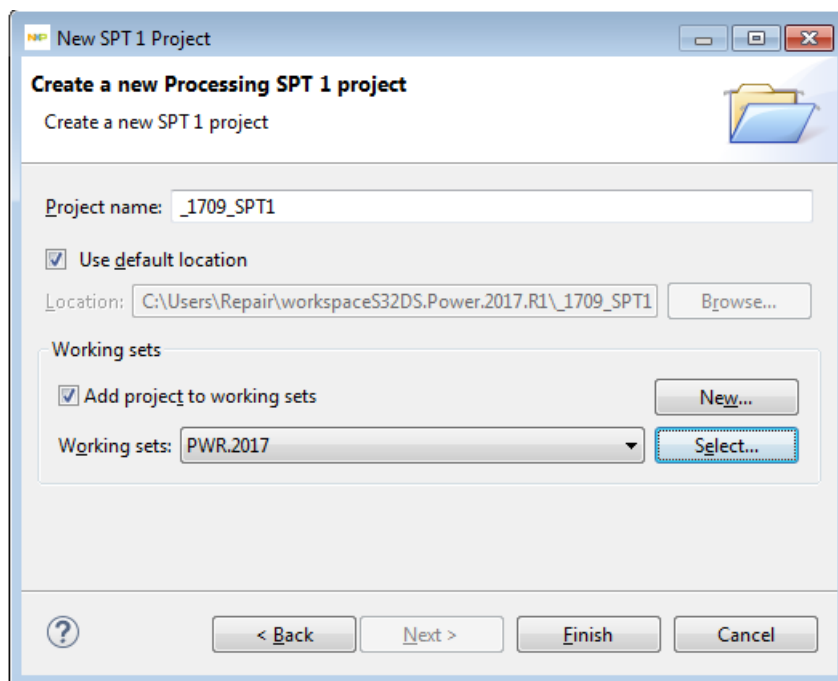 NXP New SPT 1 Project
Create a new Processing SPT 1 project
Create a new SPT 1 project
Project name: _1709_SPT1
Use default location
Location: C:\Users\Repair\workspaceS32DS.Power.2017.R1\_1709_SPT1 Browse...
Working sets
Add project to working sets New...
Working sets: PWR.2017 Select...
? < Back Next > Finish Cancel